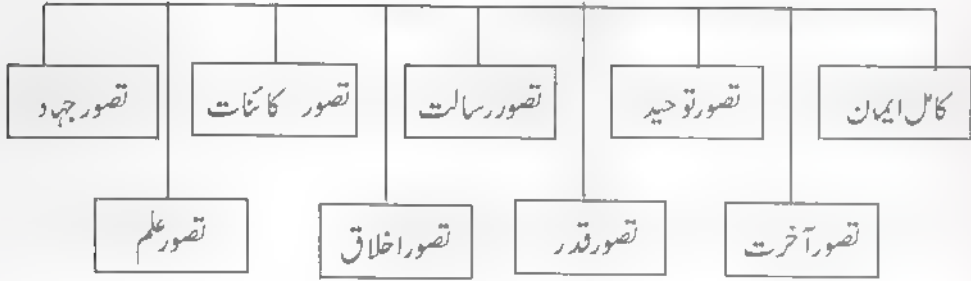 کامل ایمان
تصور توحید
تصور رسالت
تصور کائنات
تصور جہد
تصور آخرت
تصور قدر
تصور اخلاق
تصور علم